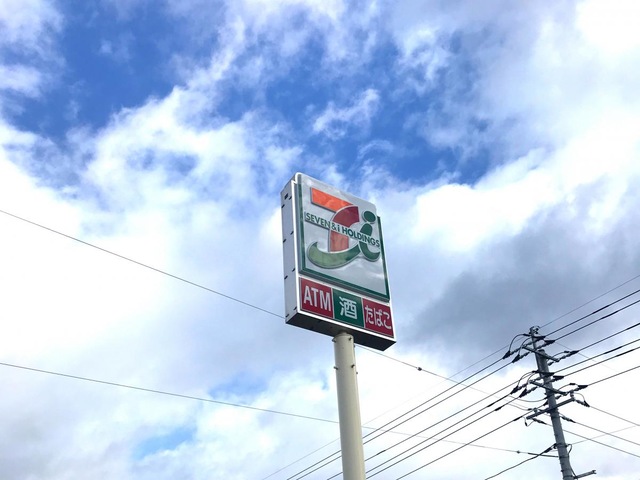 SEVEN & i HOLDINGS
ATM 酒 たばこ